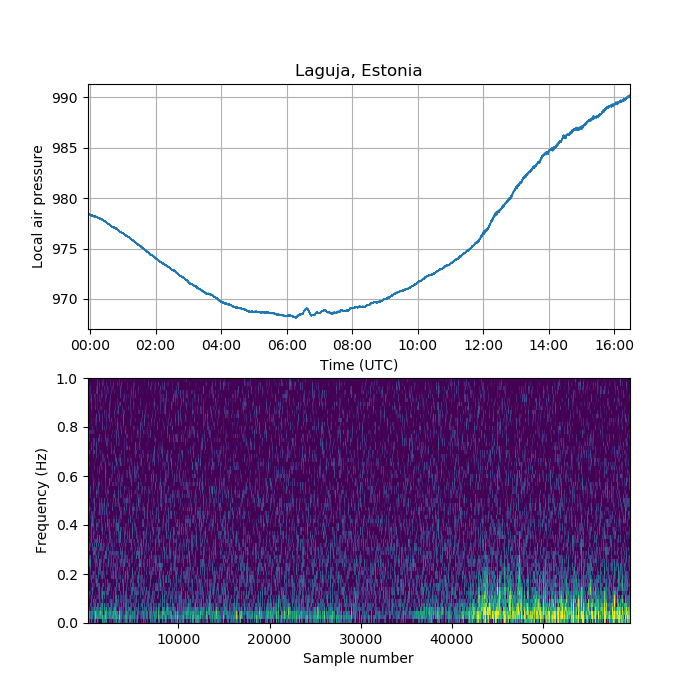 Laguja, Estonia
990
985
980
975
970
Local air pressure
00:00 02:00 04:00 06:00 08:00 10:00 12:00 14:00 16:00
Time (UTC)
1.0
0.8
0.6
0.4
0.2
0.0
Frequency (Hz)
10000 20000 30000 40000 50000
Sample number